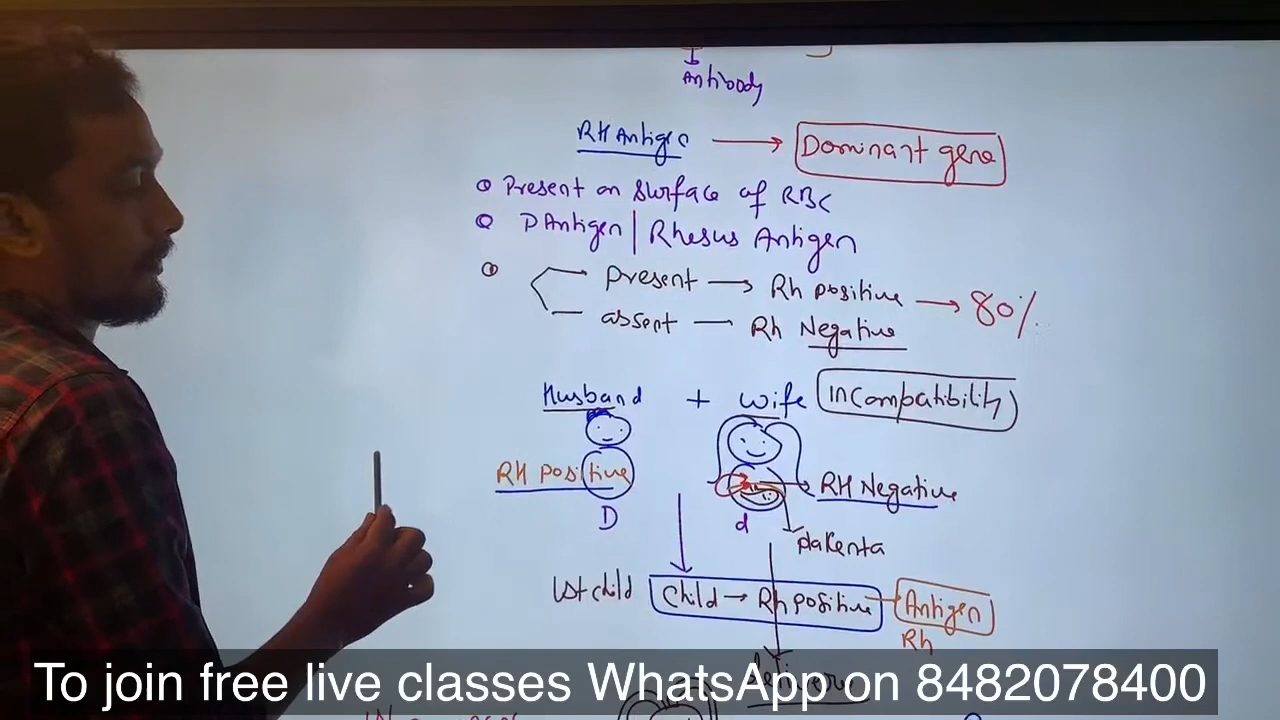 Antibody
RH Antigen → Dominant gene
Present on surface of RBC
D Antigen | Rhesus Antigen
Present → Rh positive → 80%
assent — Rh Negative
Husband + wife Incompatibility
RH positive
RH Negative
D
d
plakenta
1st child Child → Rh positive Antigen
Rh
To join free live classes WhatsApp on 8482078400